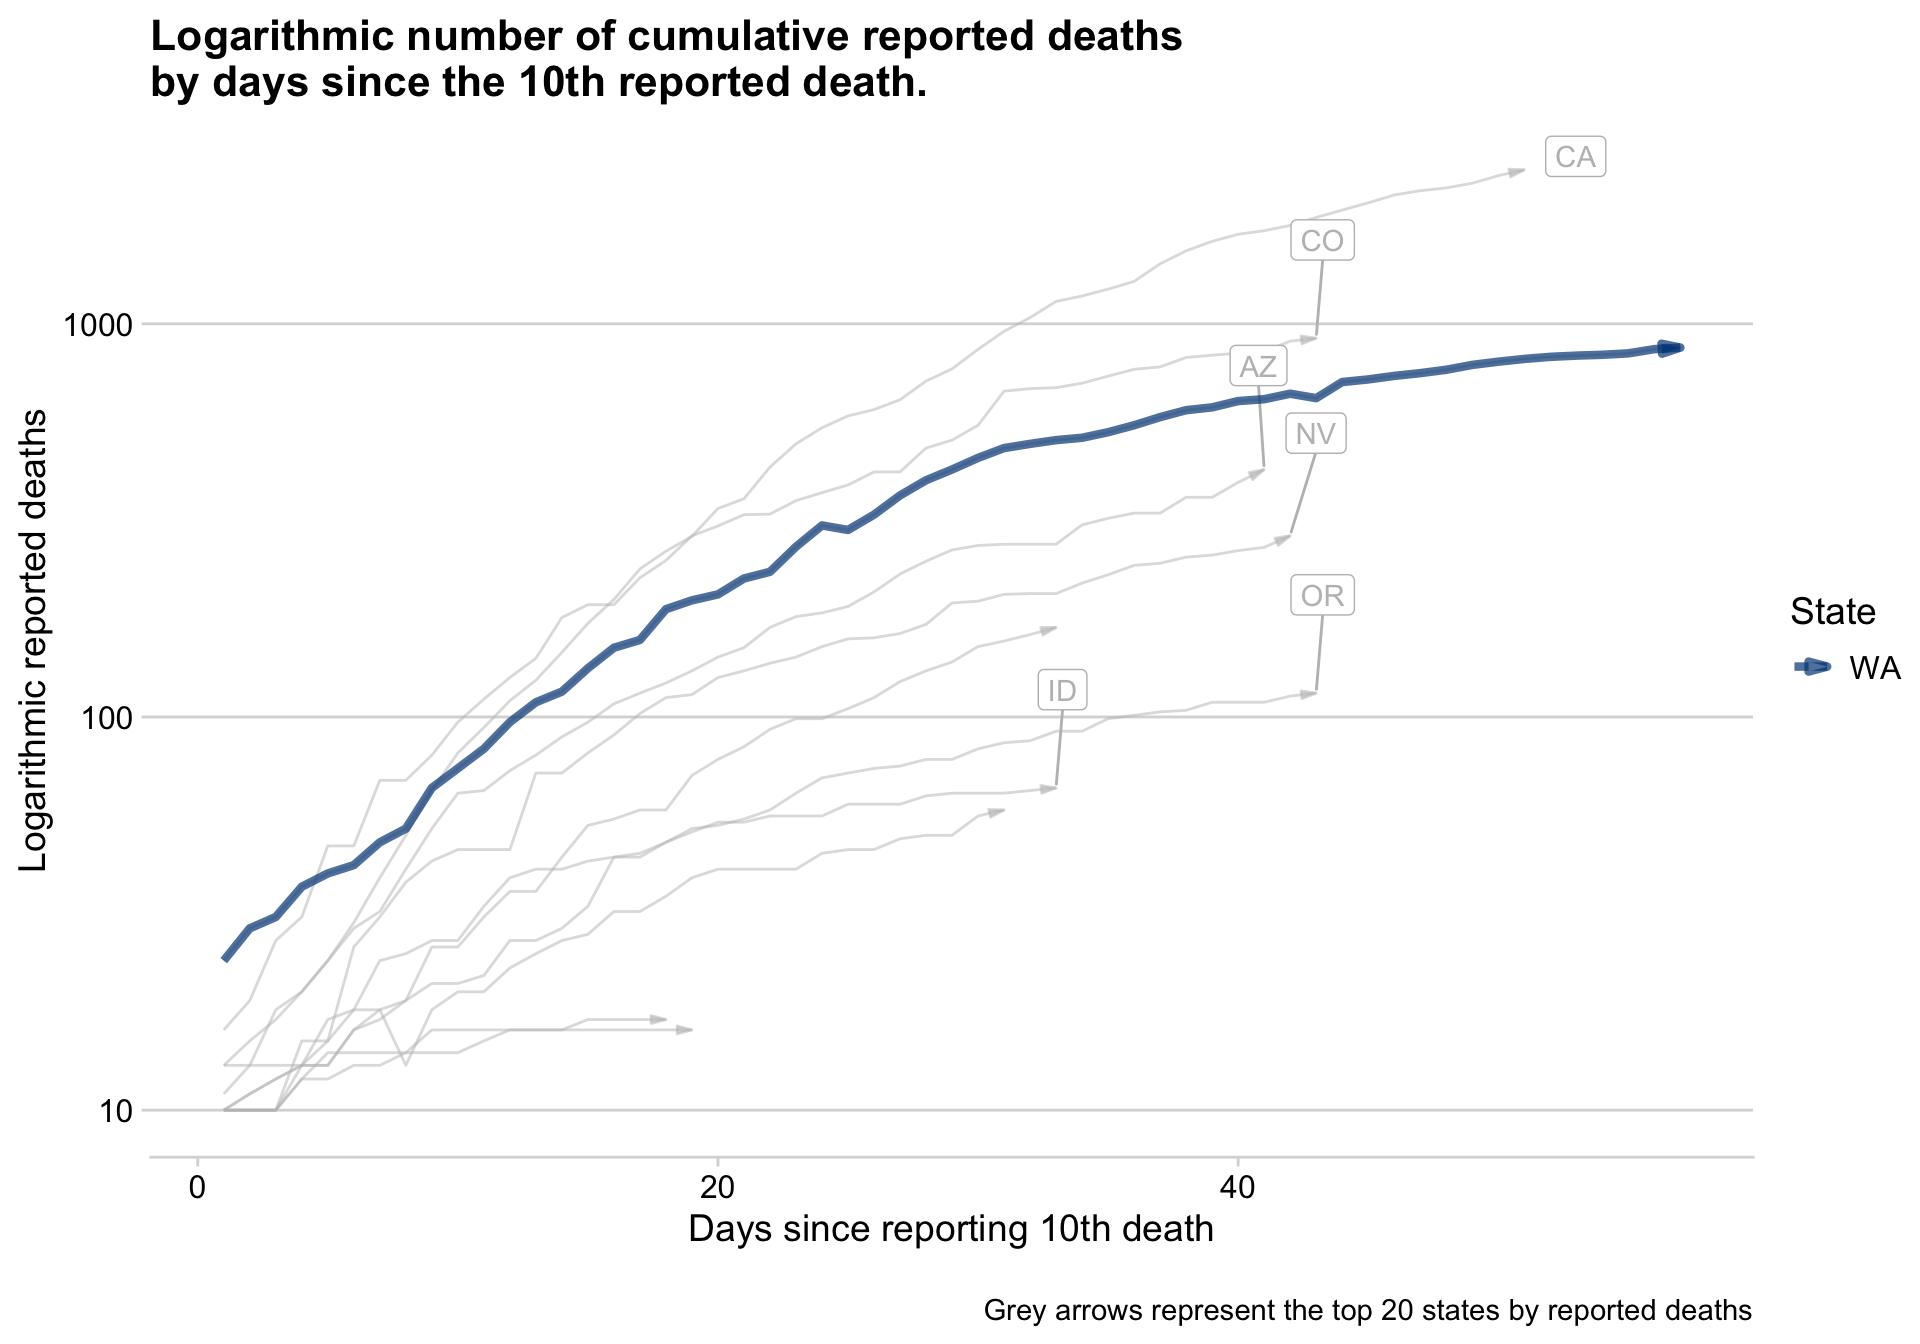 Logarithmic number of cumulative reported deaths
by days since the 10th reported death.
CA
CO
1000
AZ
NV
Logarithmic reported deaths
OR
State
WA
ID
100
10
0 20 40
Days since reporting 10th death
Grey arrows represent the top 20 states by reported deaths